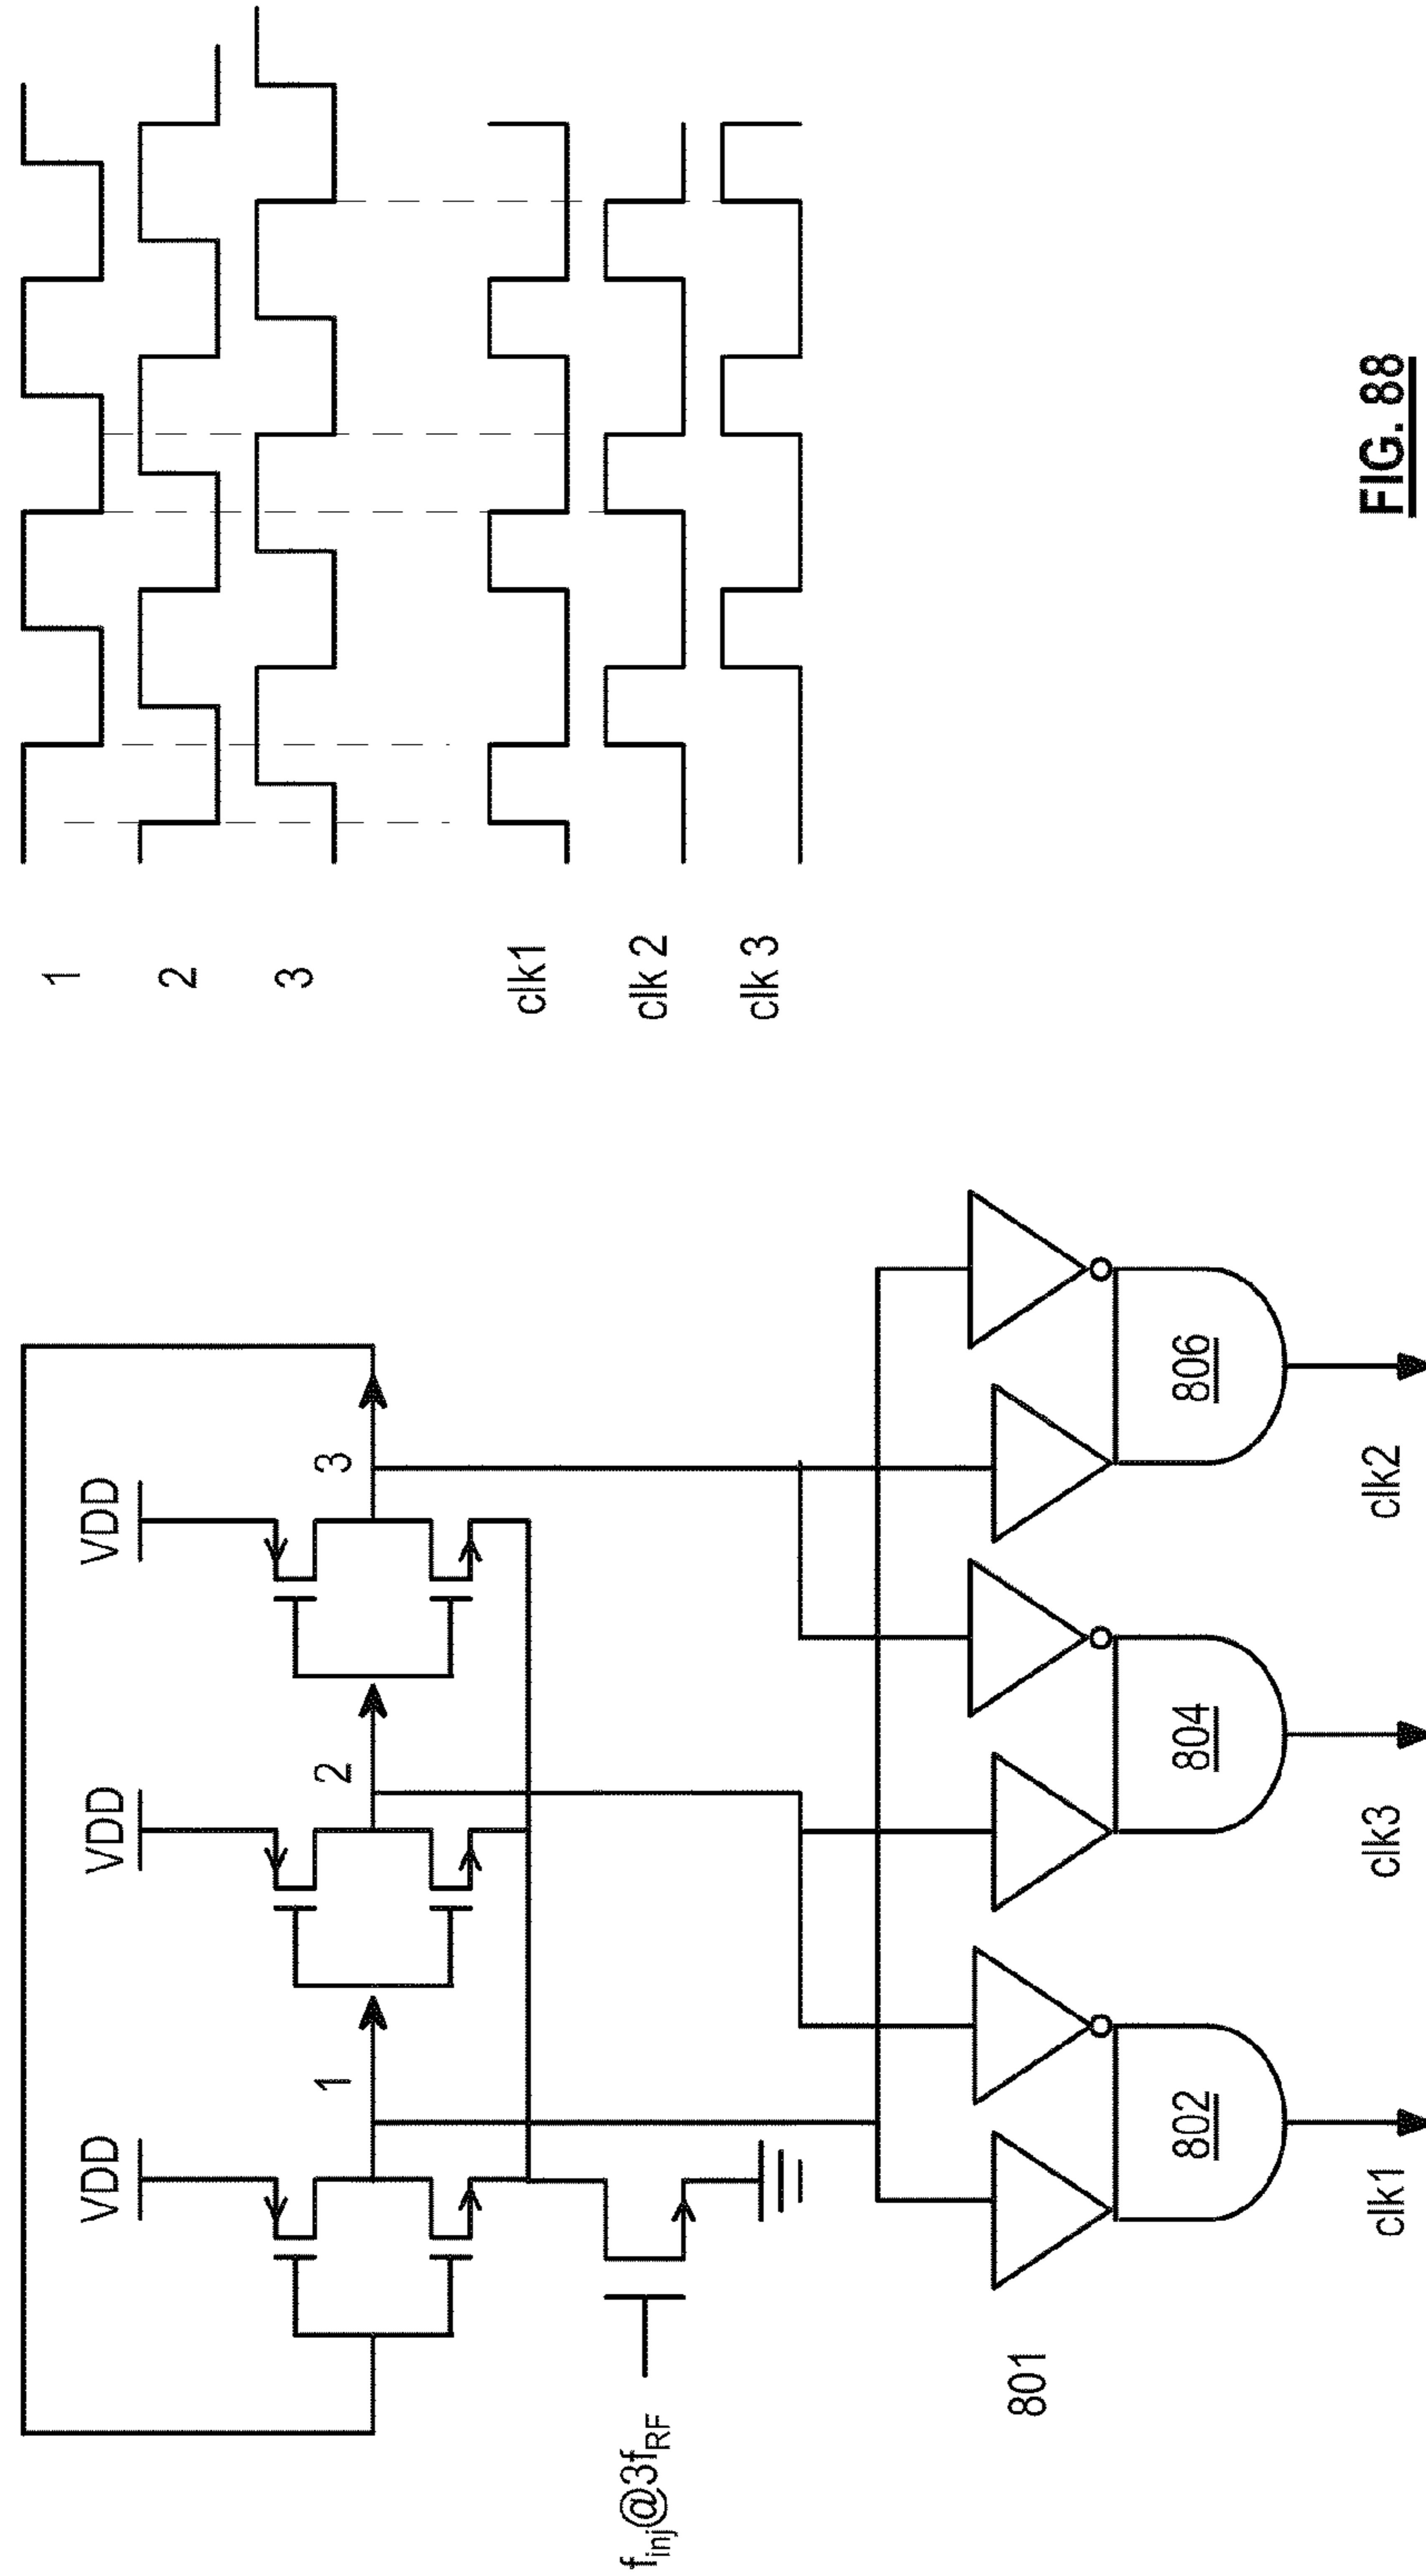 VDD
VDD
VDD
1
2
3
f_inj@3f_RF
801
802
804
806
clk1
clk3
clk2
1
2
3
clk1
clk 2
clk 3
FIG. 88